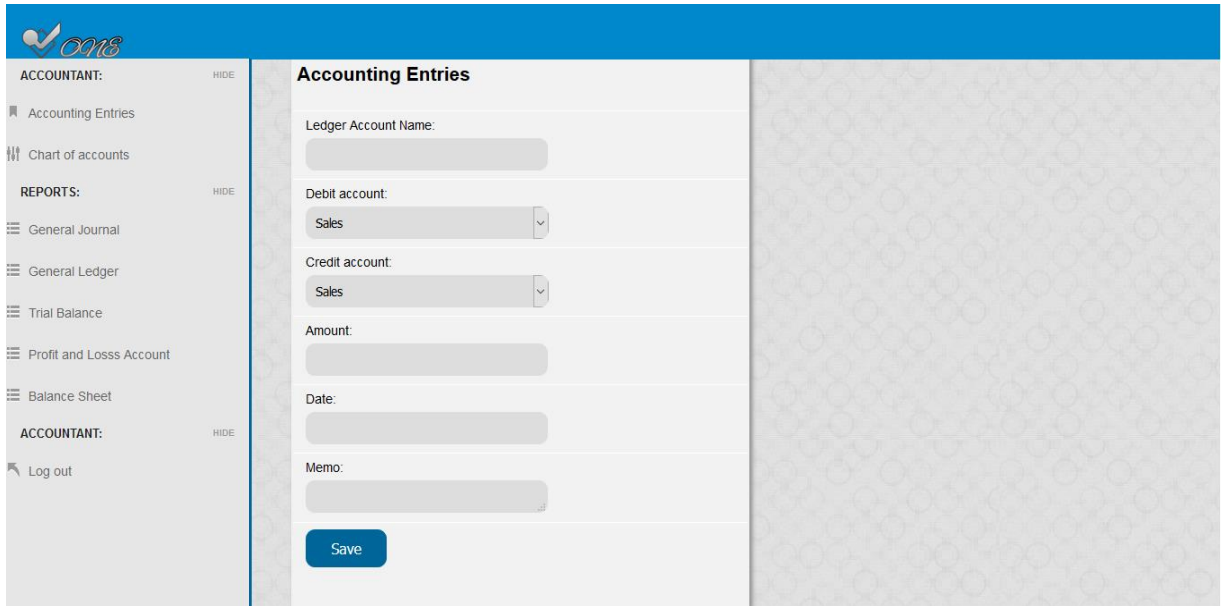 ONE
ACCOUNTANT: HIDE
Accounting Entries
Chart of accounts
REPORTS: HIDE
General Journal
General Ledger
Trial Balance
Profit and Losss Account
Balance Sheet
ACCOUNTANT: HIDE
Log out
Accounting Entries
Ledger Account Name:
Debit account:
Sales
Credit account:
Sales
Amount:
Date:
Memo:
Save